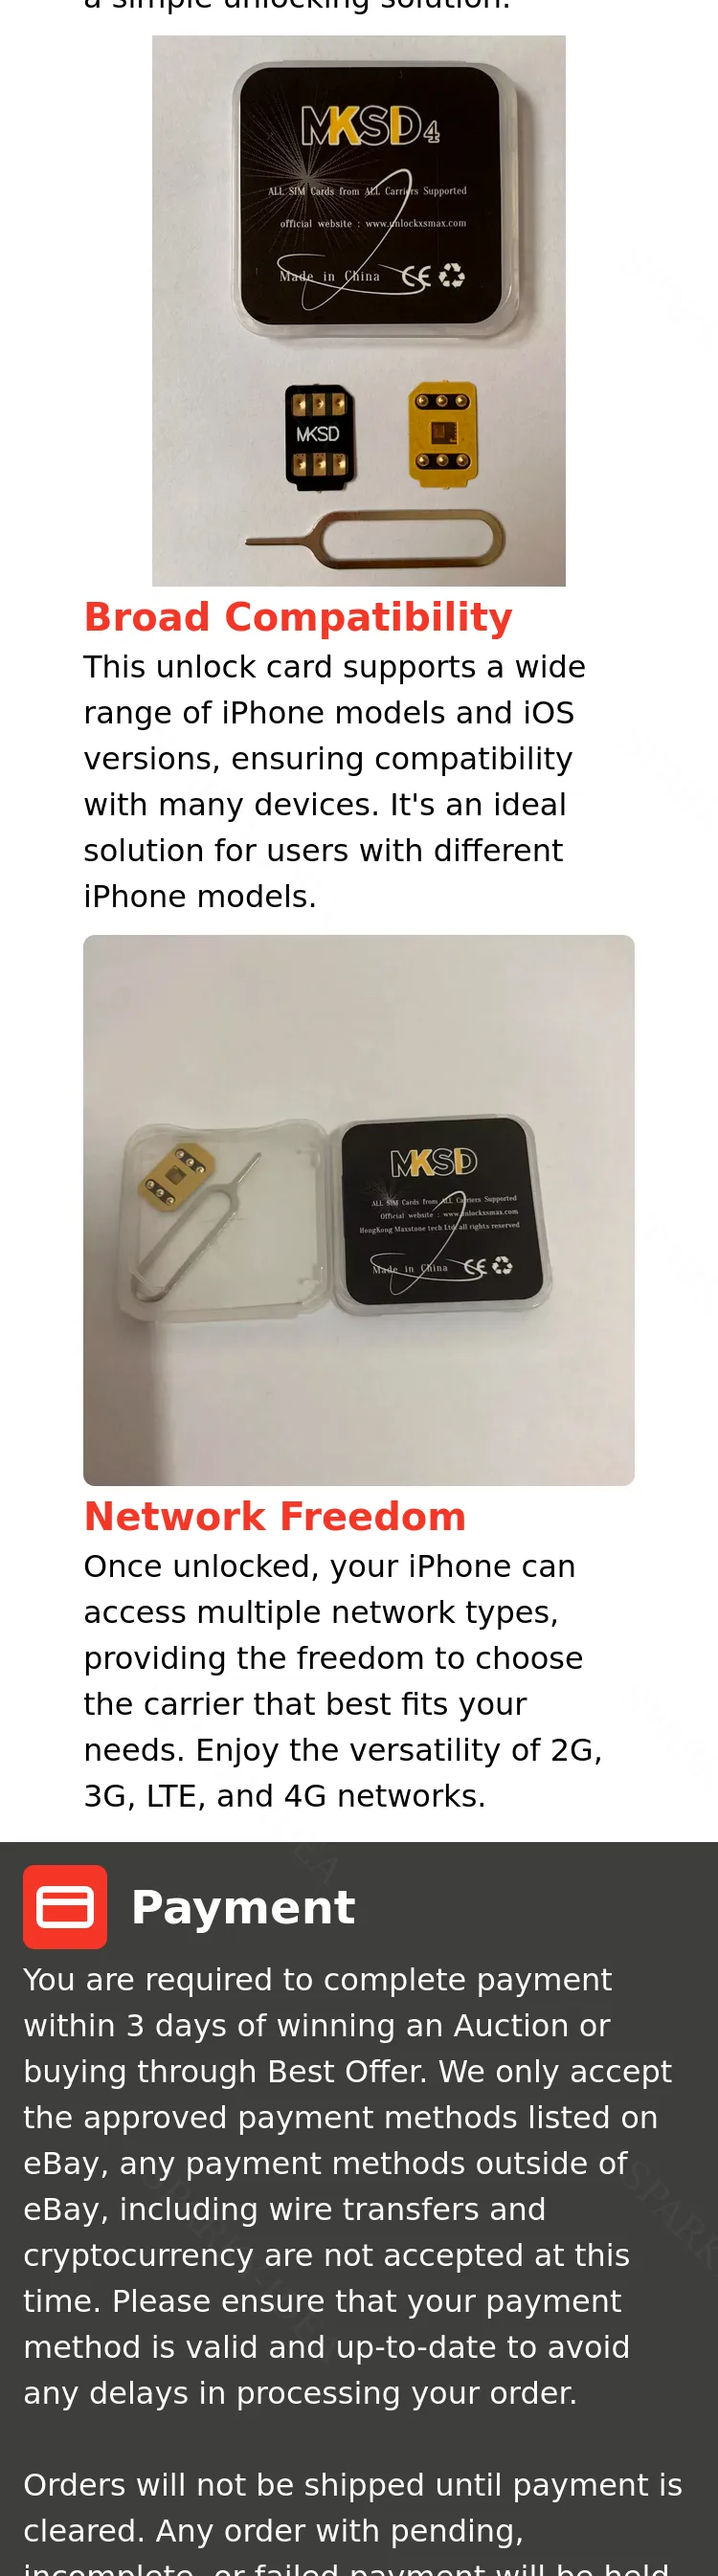 a simple unlocking solution.
MKSD4
ALL SIM Cards from ALL Carriers Supported
official website : www.unlockxsmax.com
Made in China CE
MKSD
Broad Compatibility
This unlock card supports a wide
range of iPhone models and iOS
versions, ensuring compatibility
with many devices. It's an ideal
solution for users with different
iPhone models.
MKSD
ALL SIM Cards from ALL Carriers Supported
Official website : www.unlockxsmax.com
HongKong Maxstone tech Ltd all rights reserved
Made in China CE
Network Freedom
Once unlocked, your iPhone can
access multiple network types,
providing the freedom to choose
the carrier that best fits your
needs. Enjoy the versatility of 2G,
3G, LTE, and 4G networks.
Payment
You are required to complete payment
within 3 days of winning an Auction or
buying through Best Offer. We only accept
the approved payment methods listed on
eBay, any payment methods outside of
eBay, including wire transfers and
cryptocurrency are not accepted at this
time. Please ensure that your payment
method is valid and up-to-date to avoid
any delays in processing your order.
Orders will not be shipped until payment is
cleared. Any order with pending,
incomplete, or failed payment will be held